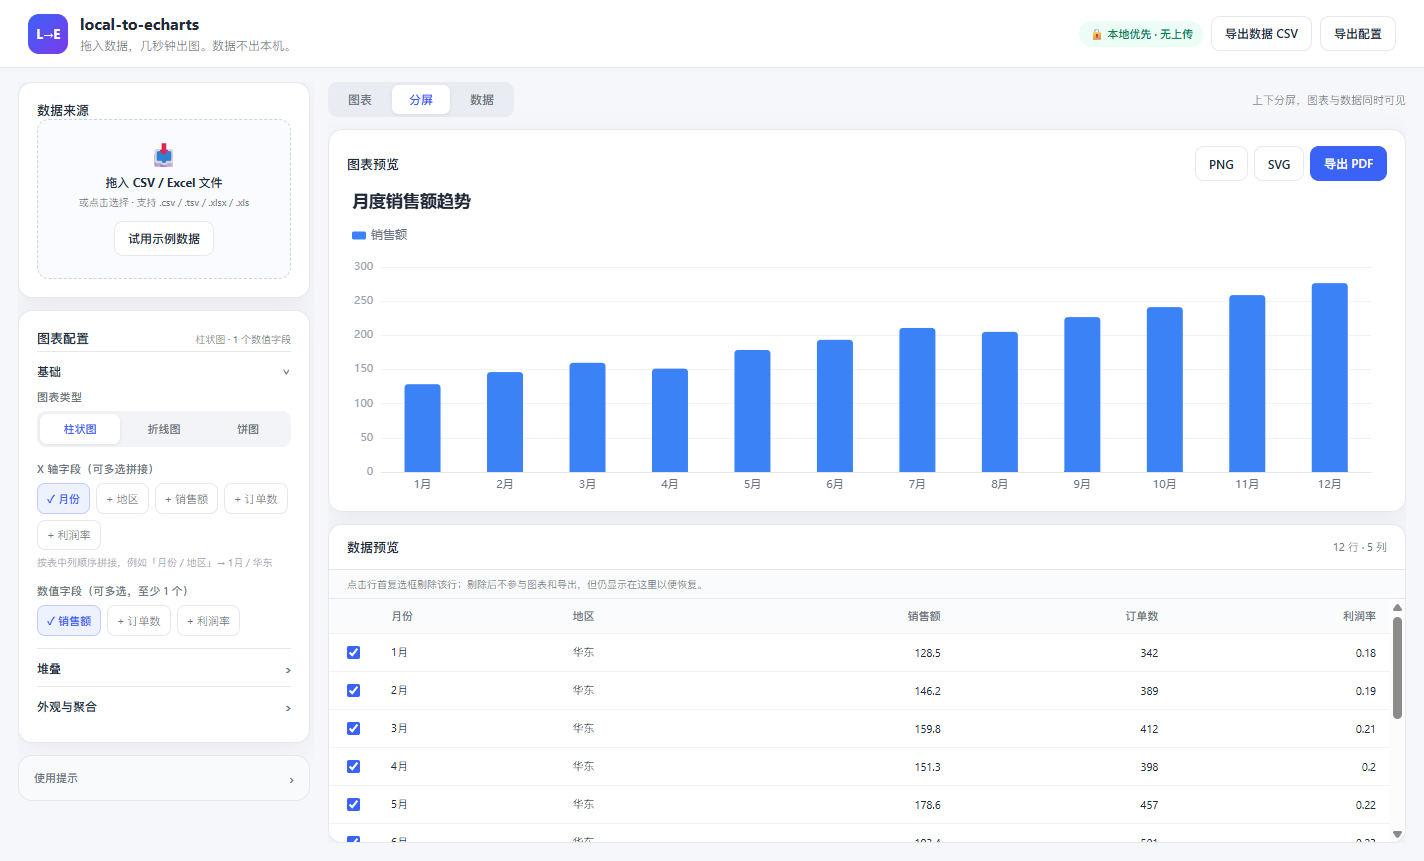 L→E
local-to-echarts
拖入数据，几秒钟出图。数据不出本机。
本地优先 · 无上传
导出数据 CSV
导出配置
数据来源
拖入 CSV / Excel 文件
或点击选择 · 支持 .csv / .tsv / .xlsx / .xls
试用示例数据
图表配置
柱状图 · 1 个数值字段
基础
图表类型
柱状图 折线图 饼图
X 轴字段（可多选拼接）
✓ 月份 + 地区 + 销售额 + 订单数
+ 利润率
按表中列顺序拼接，例如「月份 / 地区」→ 1月 / 华东
数值字段（可多选，至少 1 个）
✓ 销售额 + 订单数 + 利润率
堆叠
外观与聚合
使用提示
图表 分屏 数据
上下分屏，图表与数据同时可见
图表预览
PNG SVG 导出 PDF
月度销售额趋势
销售额
300
250
200
150
100
50
0
1月 2月 3月 4月 5月 6月 7月 8月 9月 10月 11月 12月
数据预览
12 行 · 5 列
点击行首复选框剔除该行；剔除后不参与图表和导出，但仍显示在这里以便恢复。
月份 地区 销售额 订单数 利润率
1月 华东 128.5 342 0.18
2月 华东 146.2 389 0.19
3月 华东 159.8 412 0.21
4月 华东 151.3 398 0.2
5月 华东 178.6 457 0.22
6月 华东